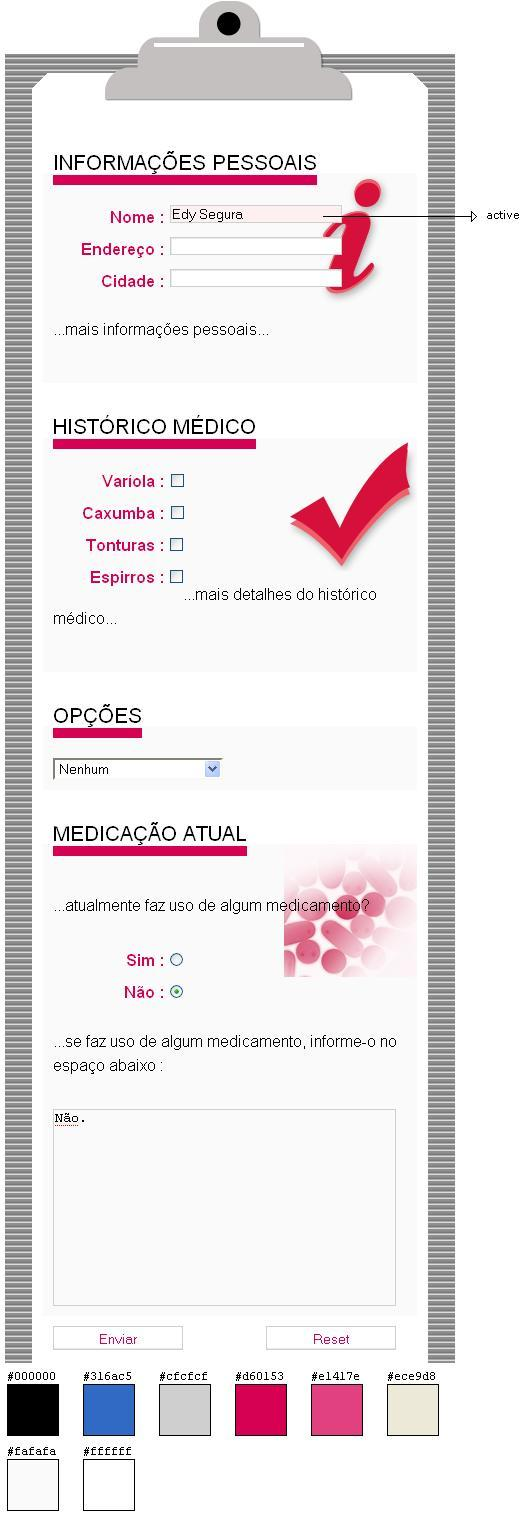 INFORMAÇÕES PESSOAIS
Nome : Edy Segura
active
Endereço :
Cidade :
...mais informações pessoais...
HISTÓRICO MÉDICO
Varíola :
Caxumba :
Tonturas :
Espirros :
...mais detalhes do histórico
médico...
OPÇÕES
Nenhum
MEDICAÇÃO ATUAL
...atualmente faz uso de algum medicamento?
Sim :
Não :
...se faz uso de algum medicamento, informe-o no
espaço abaixo :
Não.
Enviar Reset
#000000 #316ac5 #cfcfcf #d60153 #e1417e #ece9d8
#fafafa #ffffff